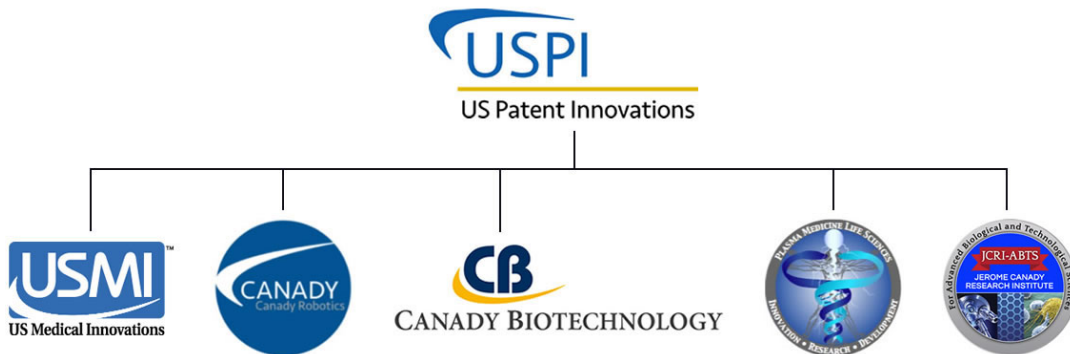 USPI
US Patent Innovations
USMI™
US Medical Innovations
CANADY
Canady Robotics
CB
CANADY BIOTECHNOLOGY
PLASMA MEDICINE LIFE SCIENCES
INNOVATION • RESEARCH • DEVELOPMENT
For Advanced Biological and Technological Sciences
JCRI-ABTS
JEROME CANADY
RESEARCH INSTITUTE